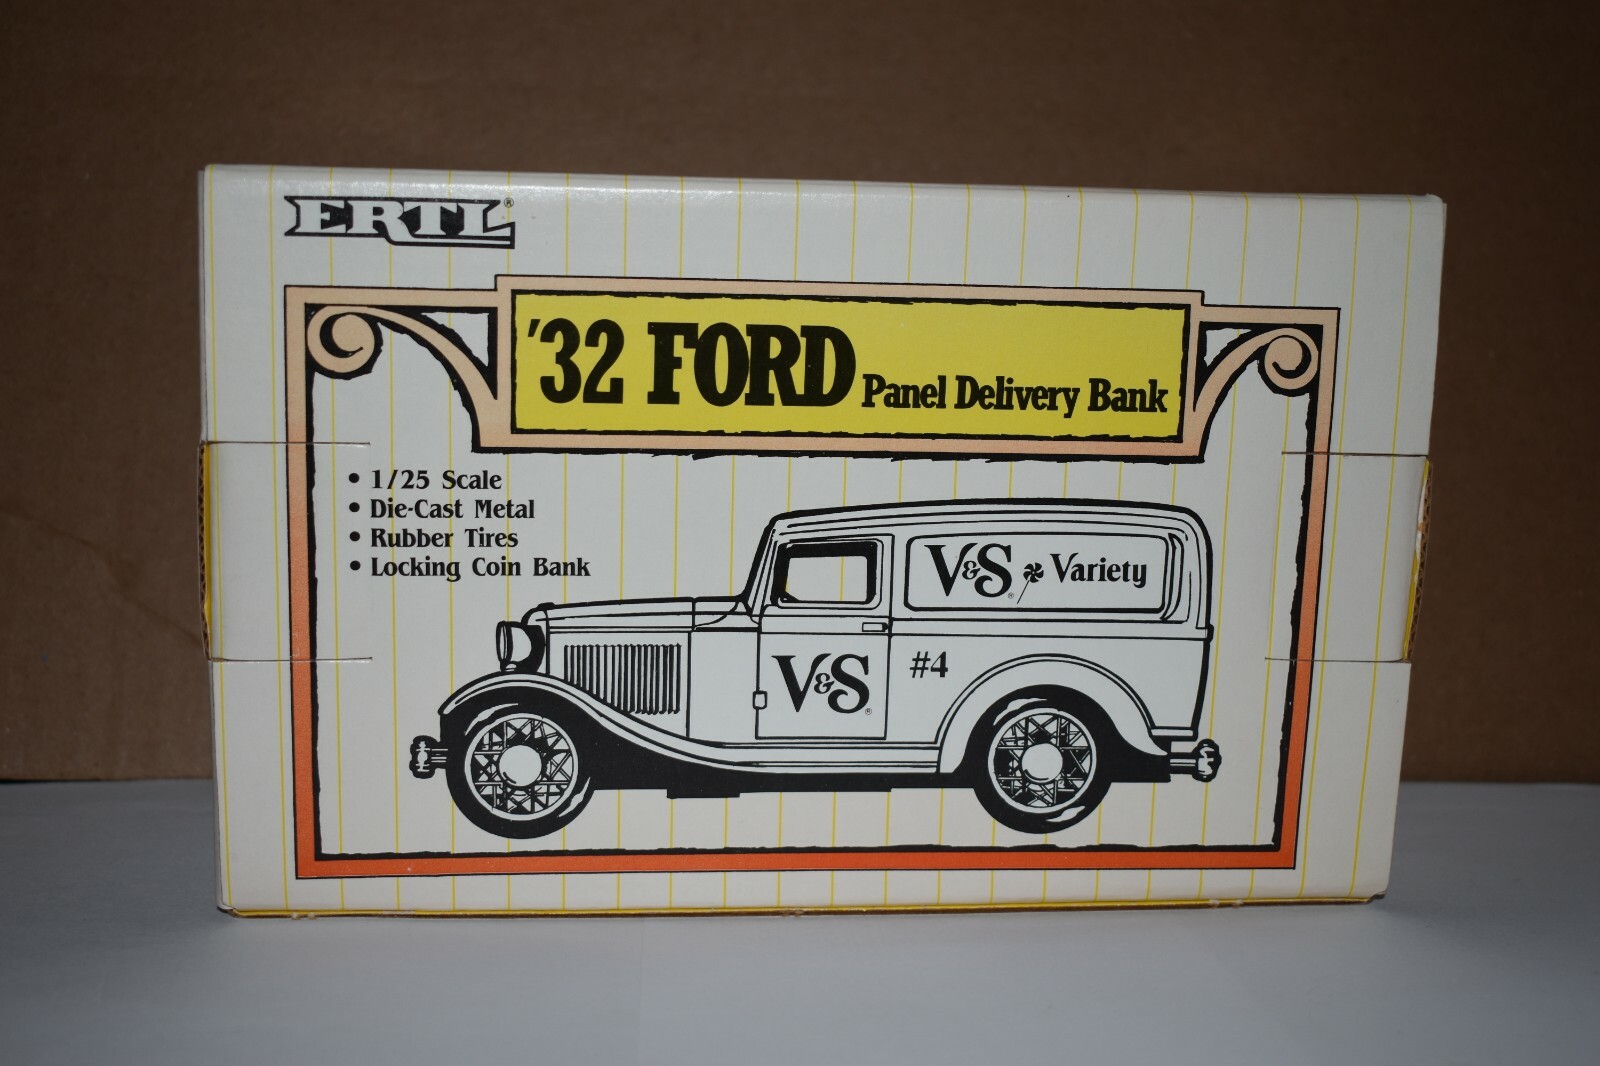 ERTL®
'32 FORD Panel Delivery Bank
• 1/25 Scale
• Die-Cast Metal
• Rubber Tires
• Locking Coin Bank
V&S® Variety
V&S®
#4